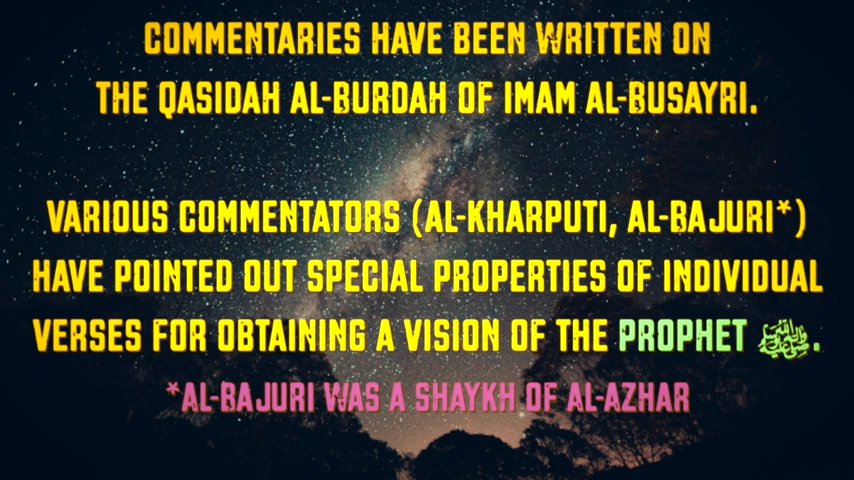 COMMENTARIES HAVE BEEN WRITTEN ON
THE QASIDAH AL-BURDAH OF IMAM AL-BUSAYRI.
VARIOUS COMMENTATORS (AL-KHARPUTI, AL-BAJURI*)
HAVE POINTED OUT SPECIAL PROPERTIES OF INDIVIDUAL
VERSES FOR OBTAINING A VISION OF THE PROPHET ﷺ.
*AL-BAJURI WAS A SHAYKH OF AL-AZHAR